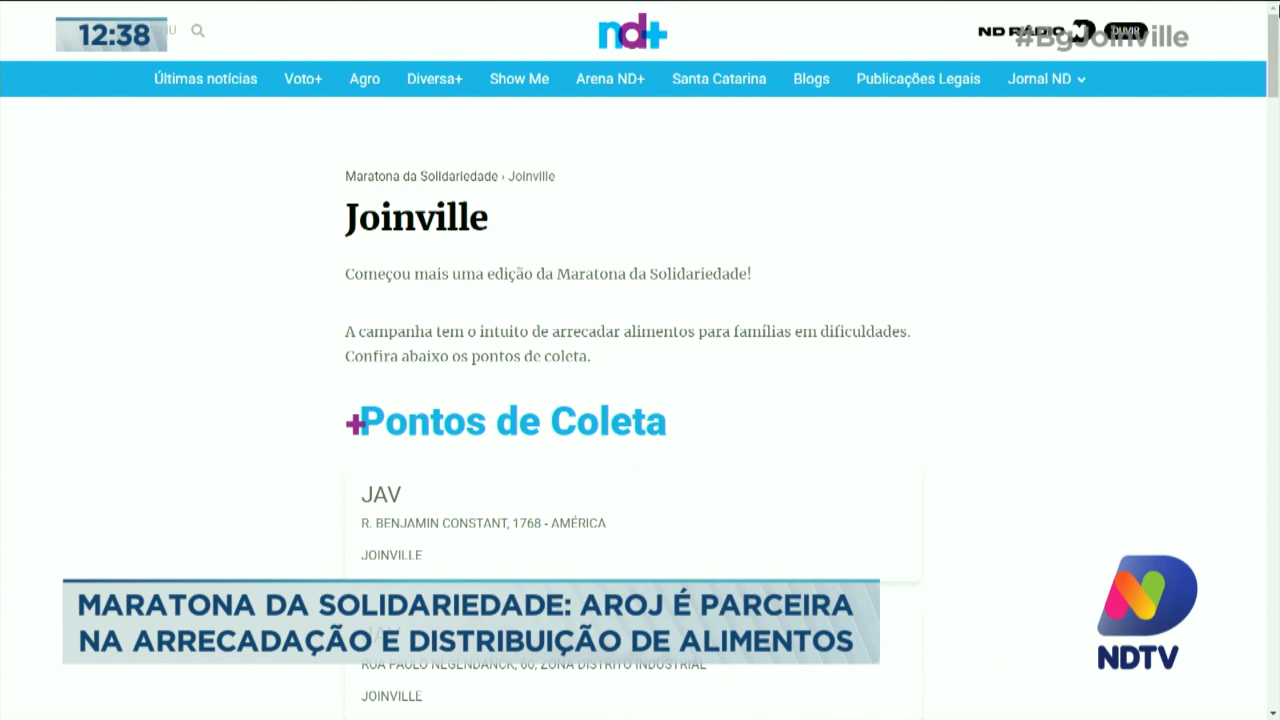 12:38
nd+
ND RÁDIO
OUVIR
#BgJoinville
Últimas notícias Voto+ Agro Diversa+ Show Me Arena ND+ Santa Catarina Blogs Publicações Legais Jornal ND
Maratona da Solidariedade › Joinville
Joinville
Começou mais uma edição da Maratona da Solidariedade!
A campanha tem o intuito de arrecadar alimentos para famílias em dificuldades.
Confira abaixo os pontos de coleta.
+Pontos de Coleta
JAV
R. BENJAMIN CONSTANT, 1768 - AMÉRICA
JOINVILLE
MARATONA DA SOLIDARIEDADE: AROJ É PARCEIRA
NA ARRECADAÇÃO E DISTRIBUIÇÃO DE ALIMENTOS
RUA PAULO NEGENDANCK, 60, ZONA DISTRITO INDUSTRIAL
JOINVILLE
NDTV